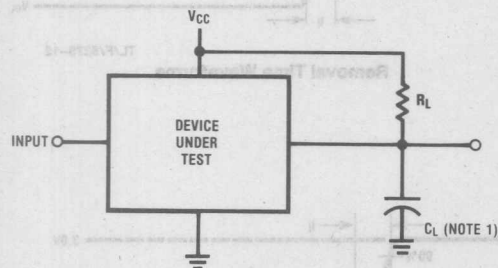 VCC
RL
DEVICE
UNDER
TEST
INPUT
CL (NOTE 1)